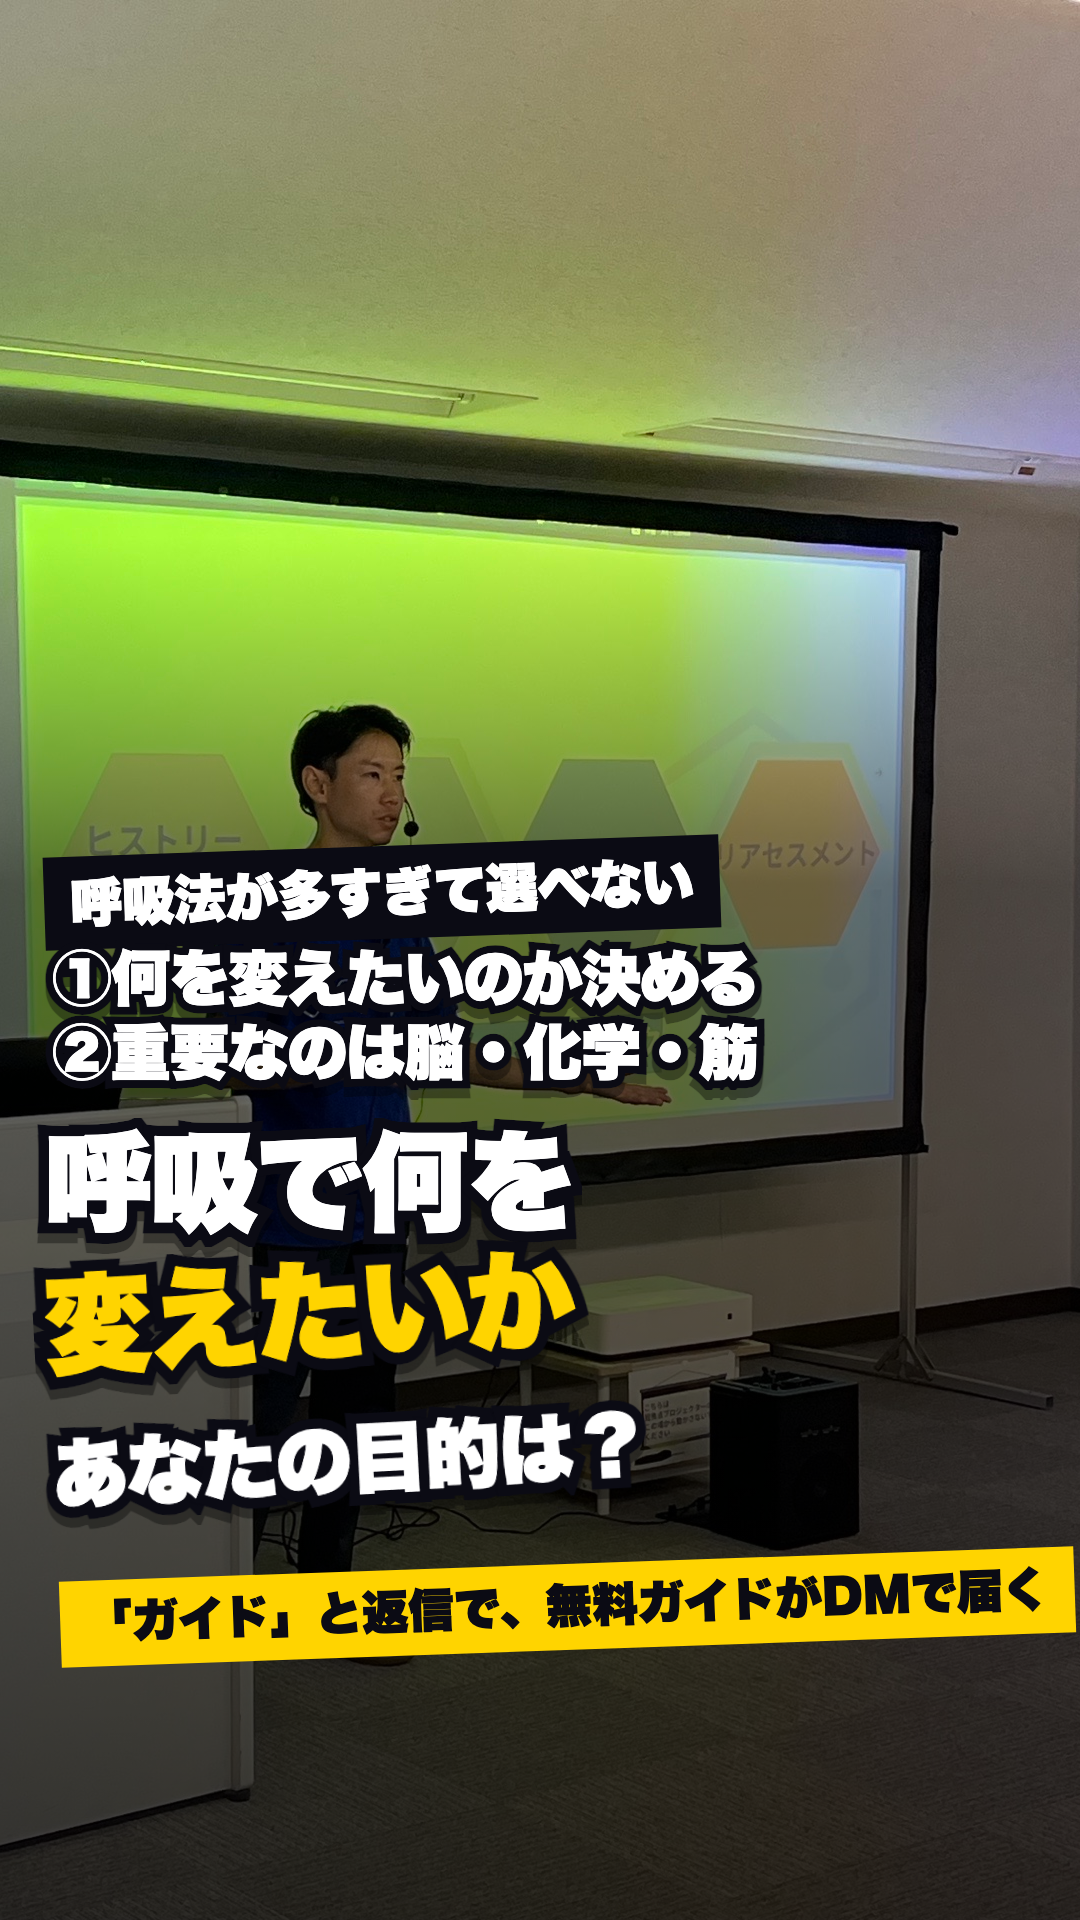 ヒストリー
リアセスメント
呼吸法が多すぎて選べない
①何を変えたいのか決める
②重要なのは脳・化学・筋
呼吸で何を
変えたいか
こちらは
あなたの目的は？
「ガイド」と返信で、無料ガイドがDMで届く